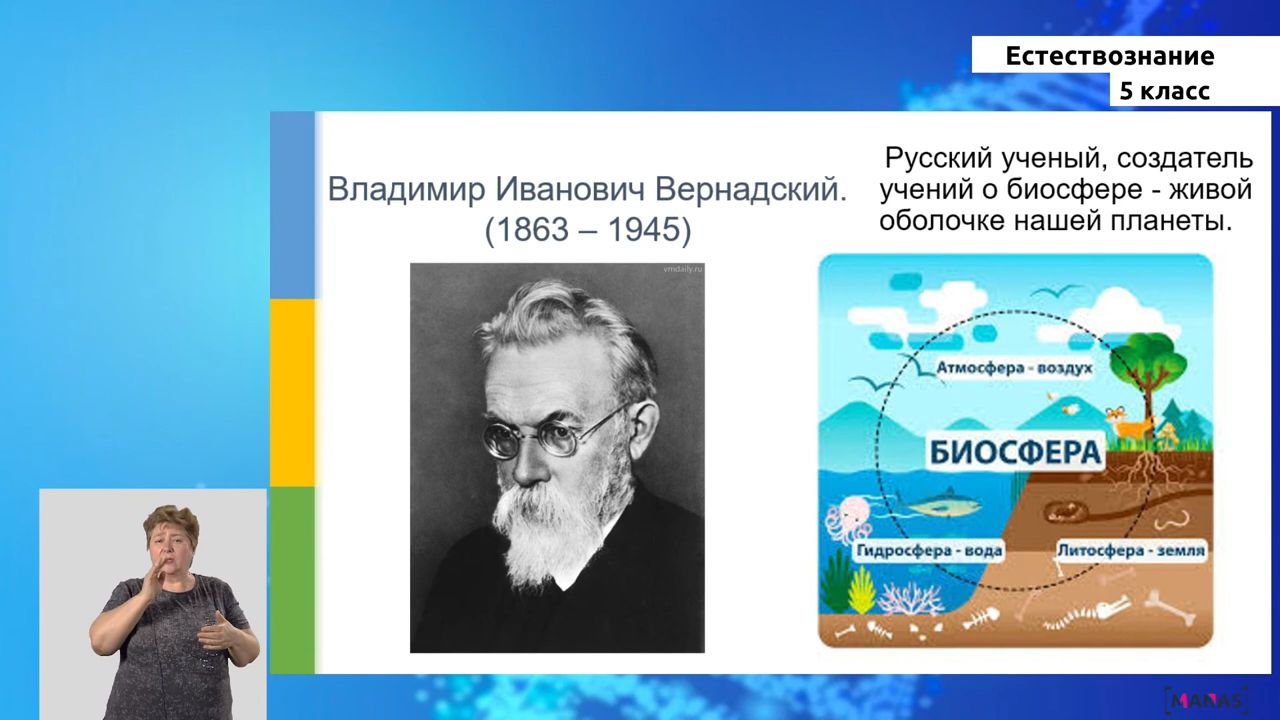 Естествознание
5 класс
Владимир Иванович Вернадский.
(1863 – 1945)
vmdaily.ru
Русский ученый, создатель
учений о биосфере - живой
оболочке нашей планеты.
Атмосфера - воздух
БИОСФЕРА
Гидросфера - вода
Литосфера - земля
MANAS